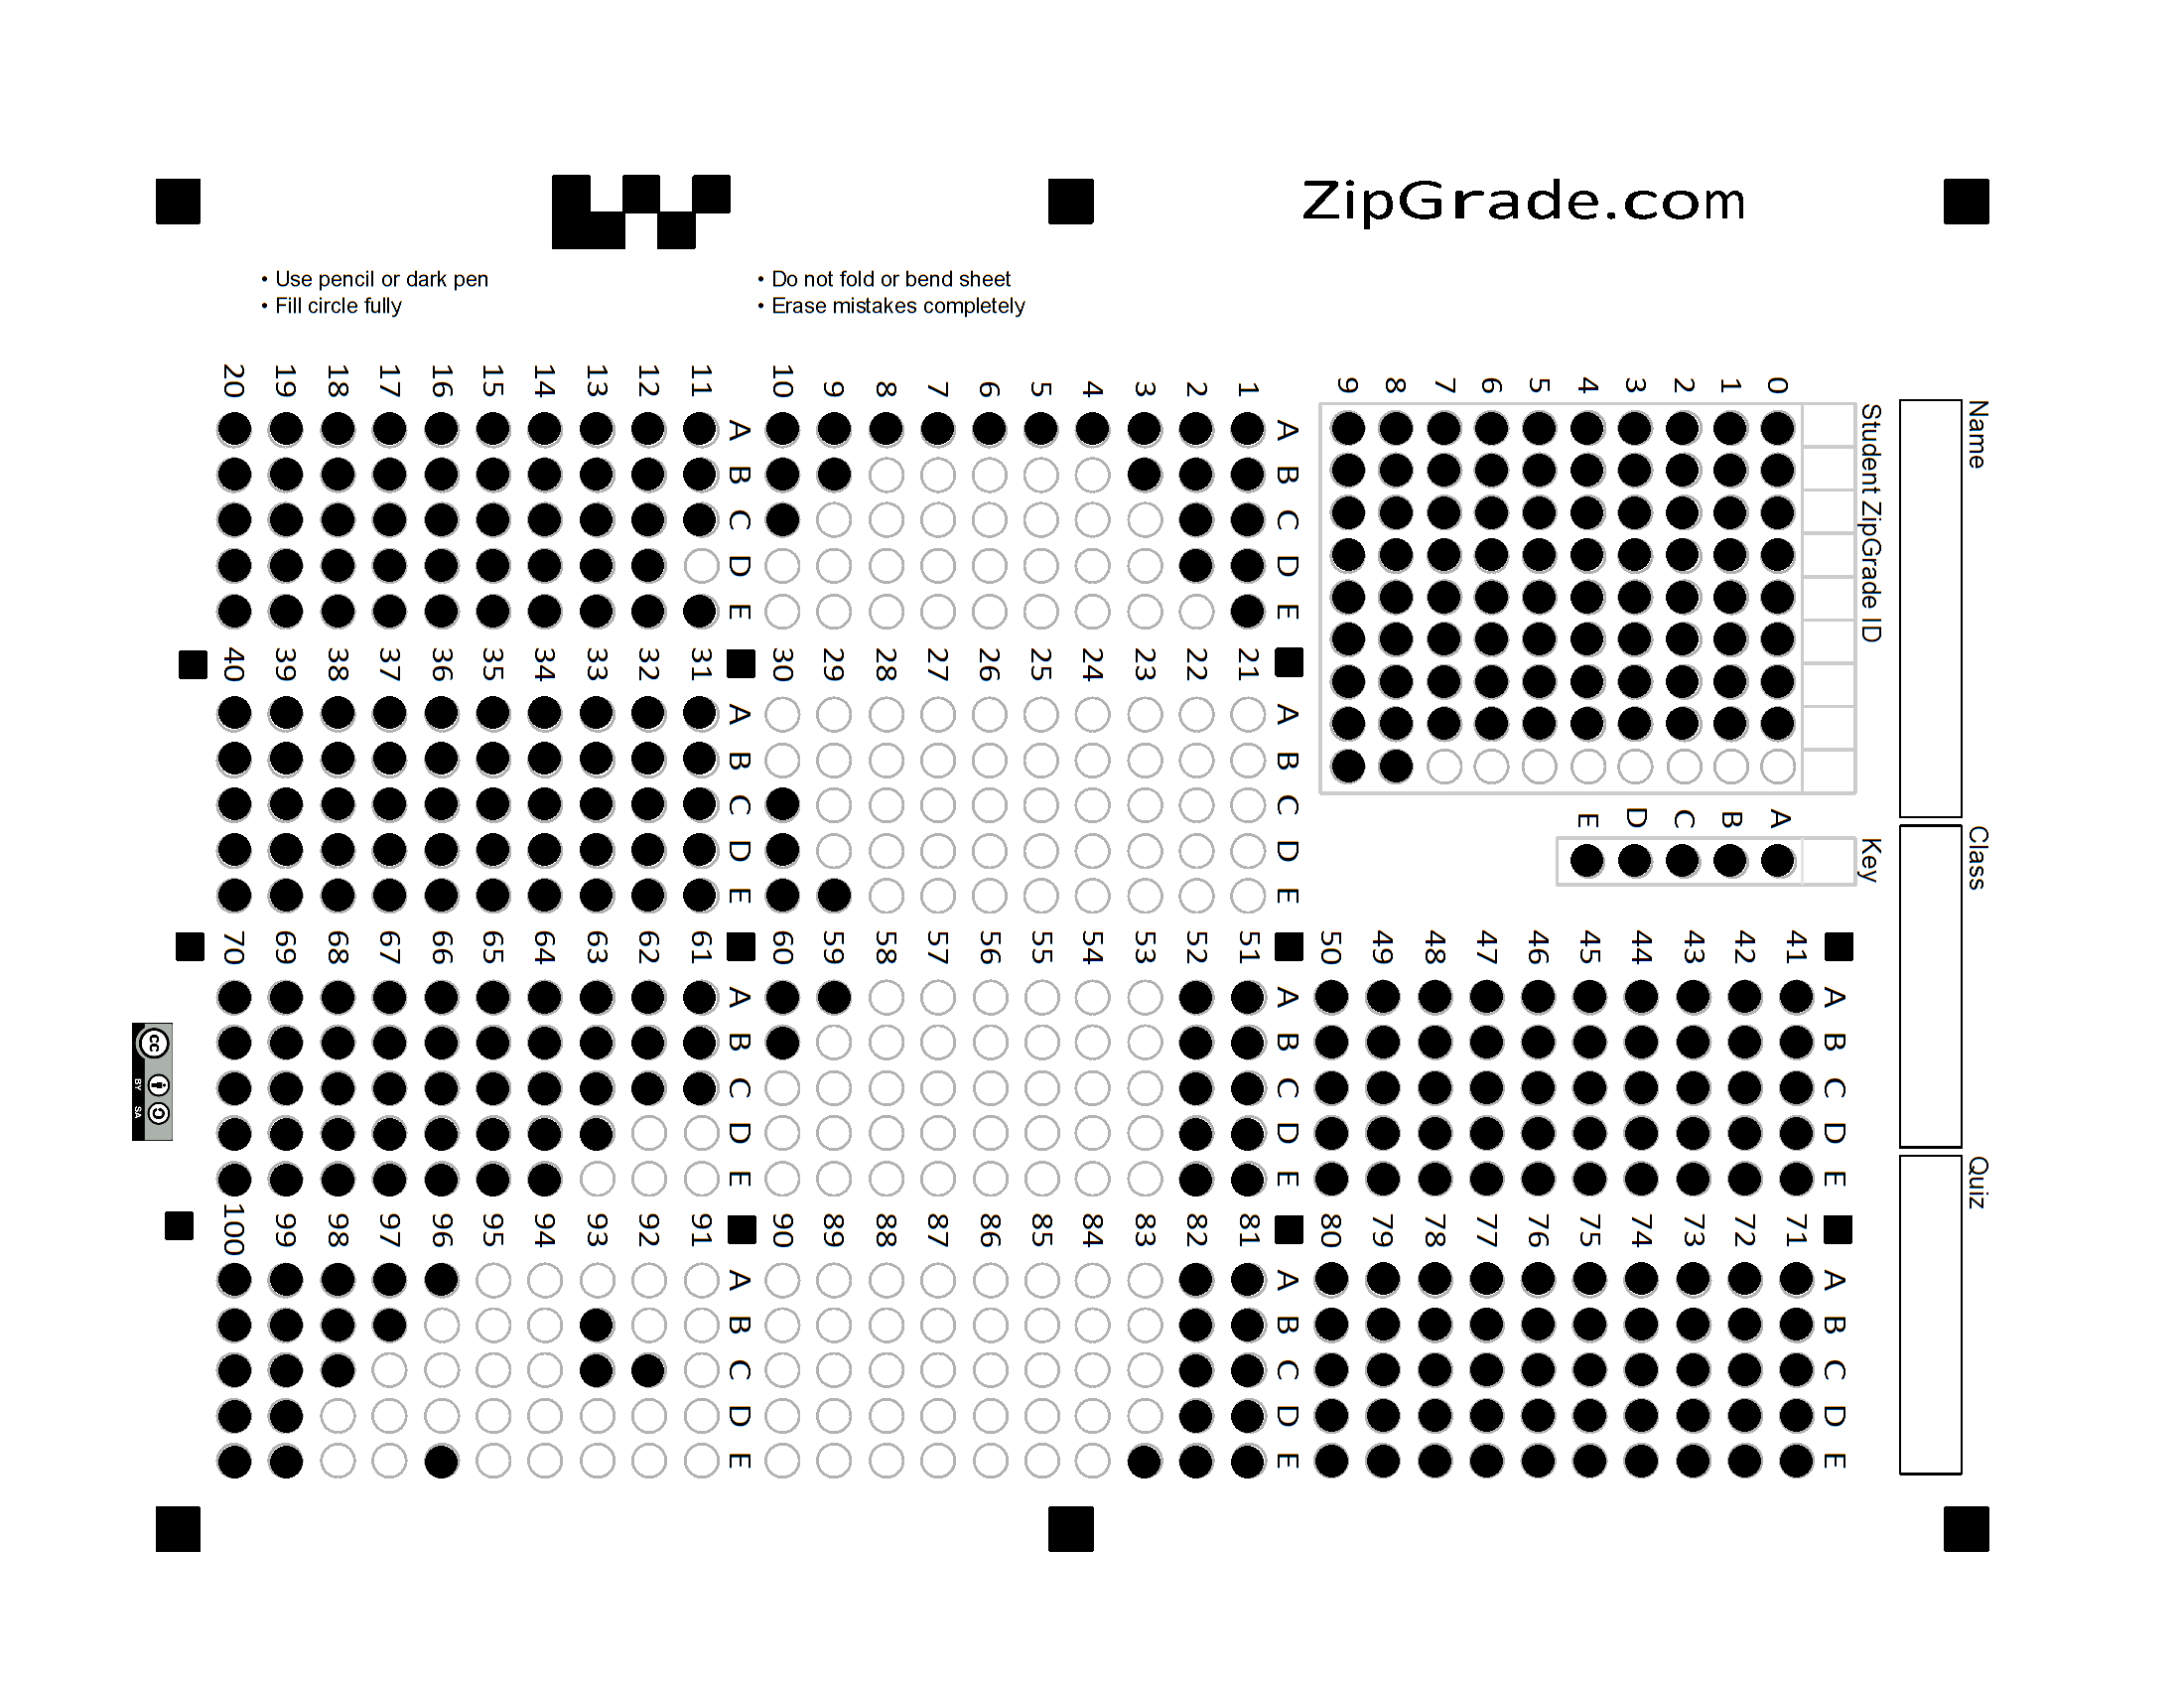 ZipGrade.com
• Use pencil or dark pen
• Fill circle fully
• Do not fold or bend sheet
• Erase mistakes completely
Name
Class
Quiz
Student ZipGrade ID
0 1 2 3 4 5 6 7 8 9
Key
A B C D E
A B C D E
1 2 3 4 5 6 7 8 9 10
A B C D E
11 12 13 14 15 16 17 18 19 20
A B C D E
21 22 23 24 25 26 27 28 29 30
A B C D E
31 32 33 34 35 36 37 38 39 40
A B C D E
41 42 43 44 45 46 47 48 49 50
A B C D E
51 52 53 54 55 56 57 58 59 60
A B C D E
61 62 63 64 65 66 67 68 69 70
A B C D E
71 72 73 74 75 76 77 78 79 80
A B C D E
81 82 83 84 85 86 87 88 89 90
A B C D E
91 92 93 94 95 96 97 98 99 100
cc BY SA